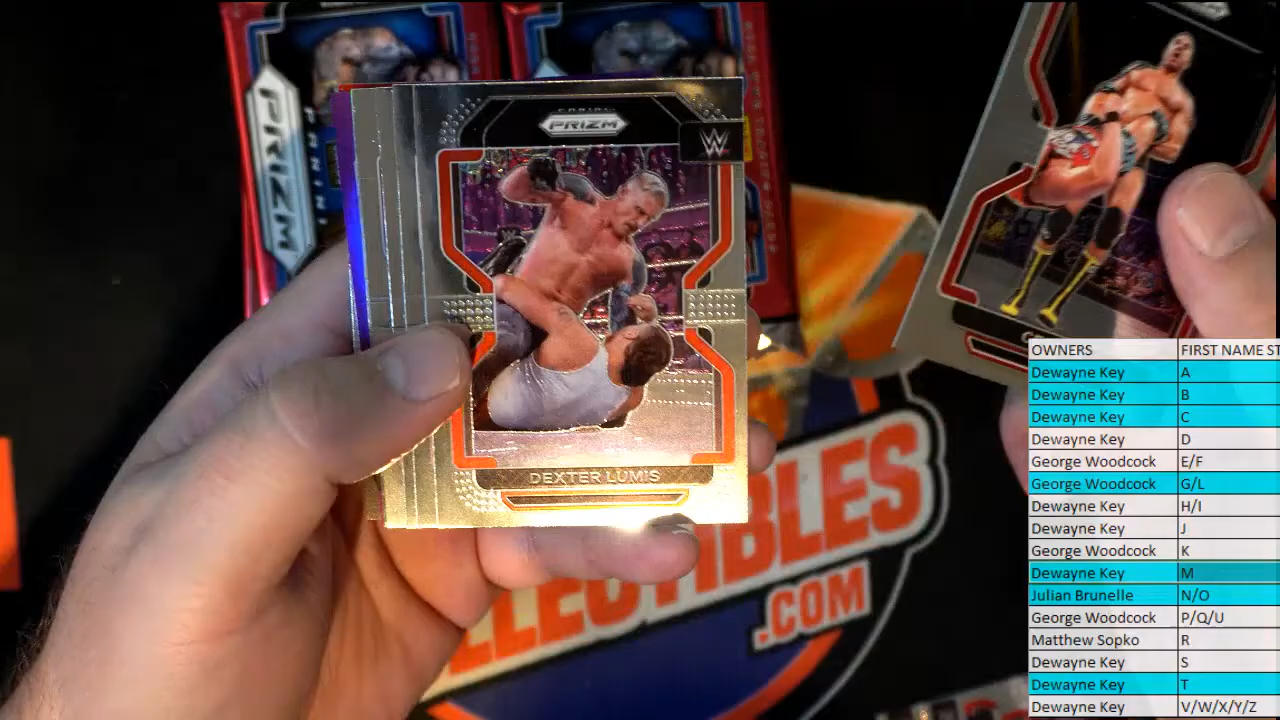 PRIZM
PANINI
PANINI
PRIZM
W
DEXTER LUMIS
LECTIBLES
.COM
OWNERS FIRST NAME ST
Dewayne Key A
Dewayne Key B
Dewayne Key C
Dewayne Key D
George Woodcock E/F
George Woodcock G/L
Dewayne Key H/I
Dewayne Key J
George Woodcock K
Dewayne Key M
Julian Brunelle N/O
George Woodcock P/Q/U
Matthew Sopko R
Dewayne Key S
Dewayne Key T
Dewayne Key V/W/X/Y/Z